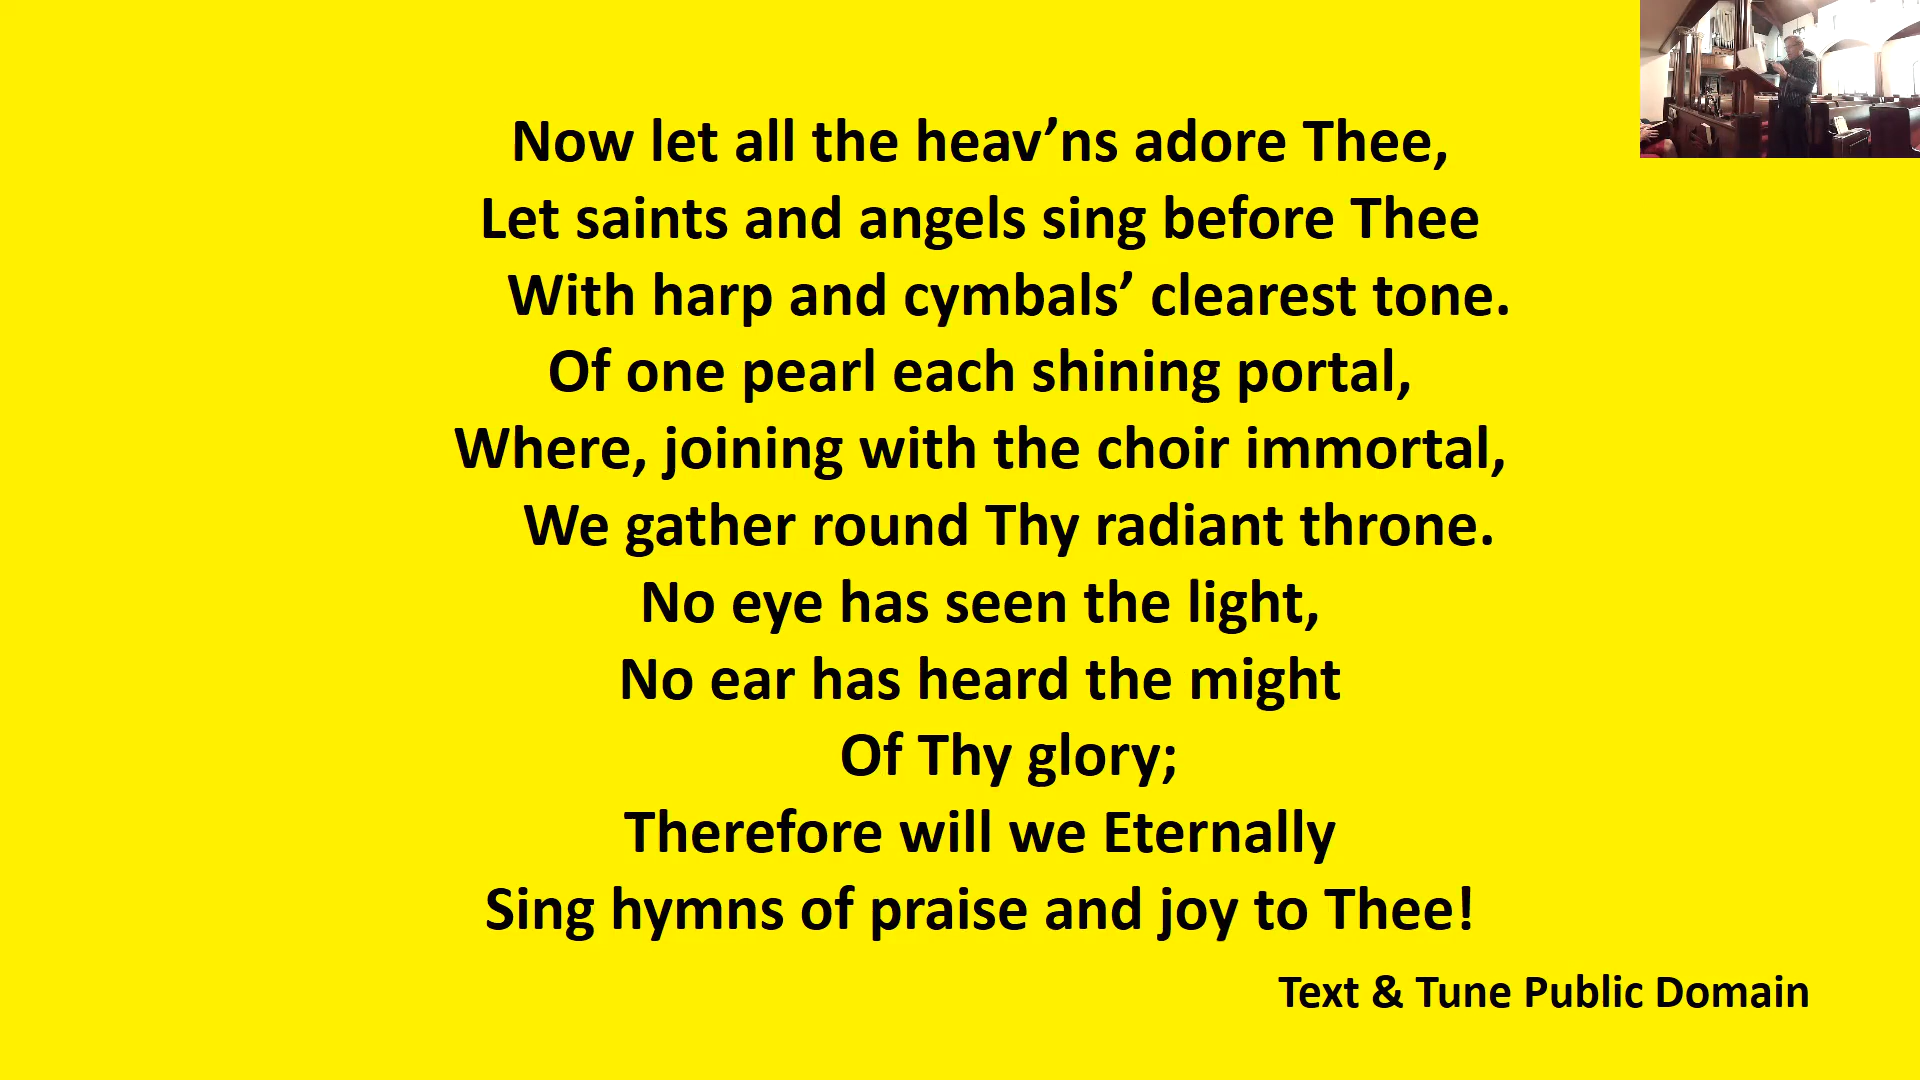 Now let all the heav’ns adore Thee,
Let saints and angels sing before Thee
With harp and cymbals’ clearest tone.
Of one pearl each shining portal,
Where, joining with the choir immortal,
We gather round Thy radiant throne.
No eye has seen the light,
No ear has heard the might
Of Thy glory;
Therefore will we Eternally
Sing hymns of praise and joy to Thee!
Text & Tune Public Domain